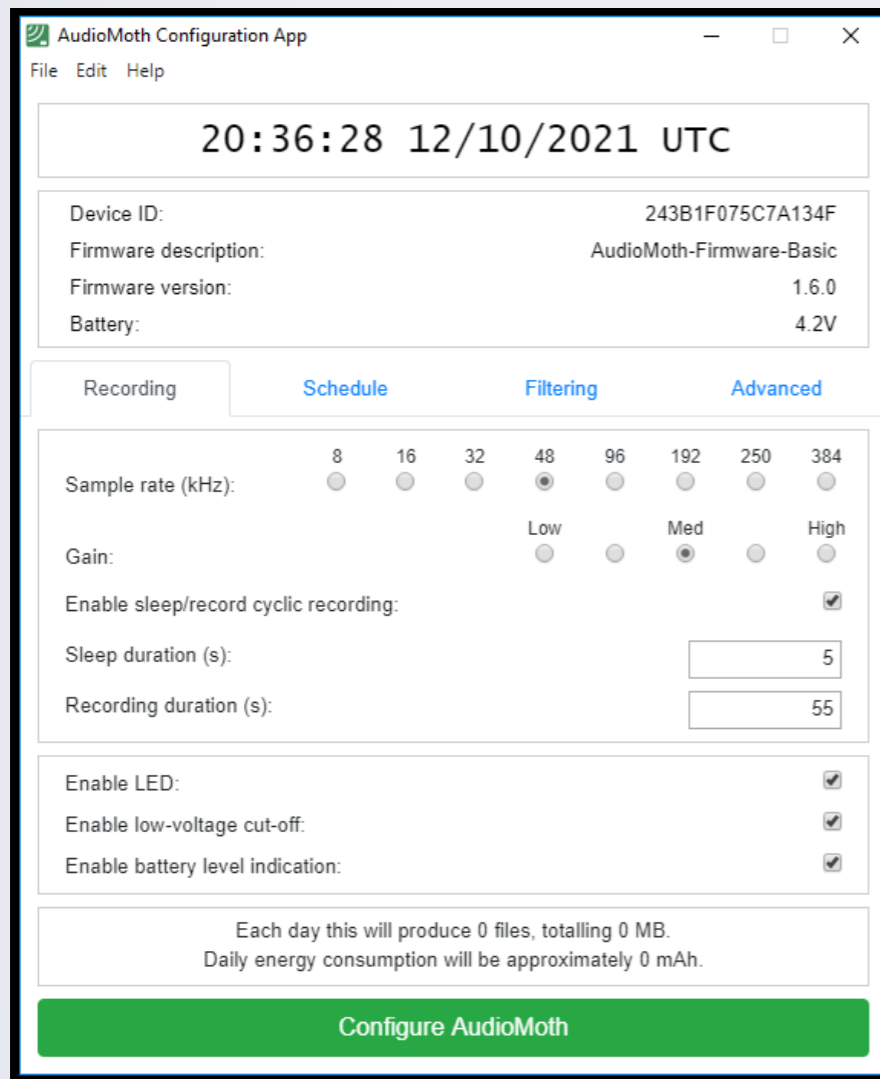 AudioMoth Configuration App
File Edit Help
20:36:28 12/10/2021 UTC
Device ID: 243B1F075C7A134F
Firmware description: AudioMoth-Firmware-Basic
Firmware version: 1.6.0
Battery: 4.2V
Recording Schedule Filtering Advanced
8 16 32 48 96 192 250 384
Sample rate (kHz):
Low Med High
Gain:
Enable sleep/record cyclic recording:
Sleep duration (s): 5
Recording duration (s): 55
Enable LED:
Enable low-voltage cut-off:
Enable battery level indication:
Each day this will produce 0 files, totalling 0 MB.
Daily energy consumption will be approximately 0 mAh.
Configure AudioMoth